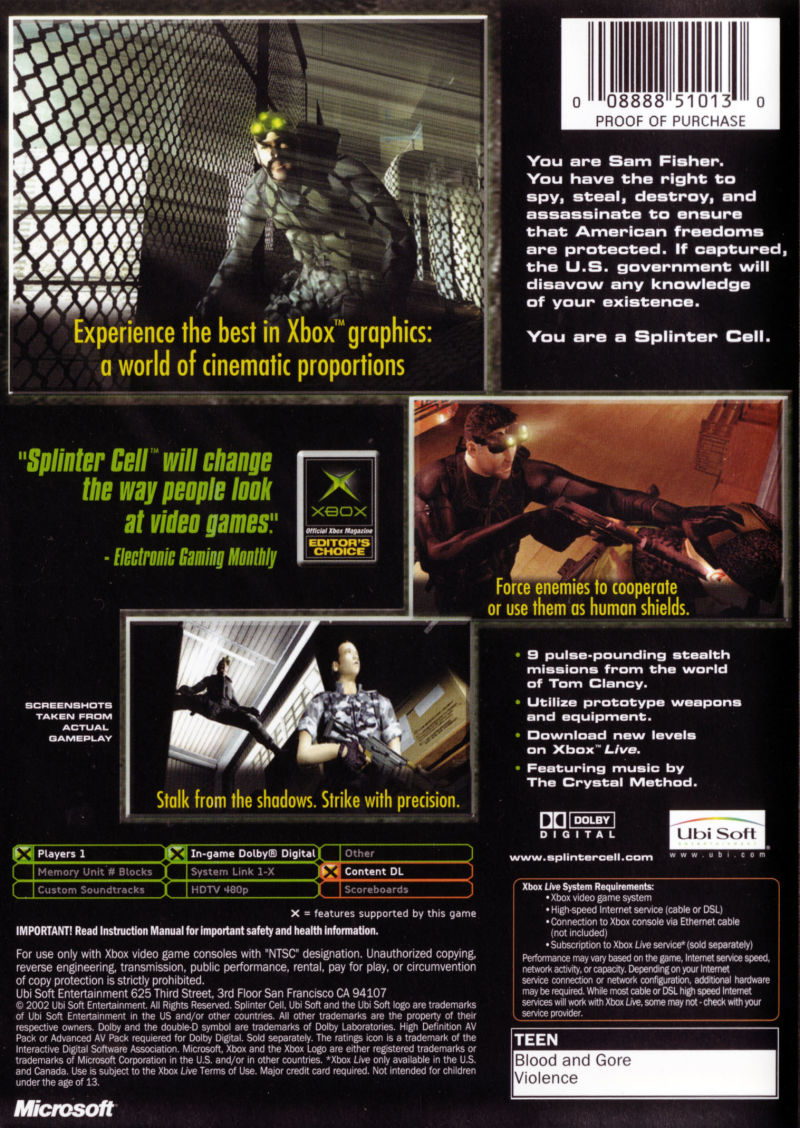 0 08888 51013 0
PROOF OF PURCHASE
You are Sam Fisher.
You have the right to
spy, steal, destroy, and
assassinate to ensure
that American freedoms
are protected. If captured,
the U.S. government will
disavow any knowledge
of your existence.
You are a Splinter Cell.
Experience the best in Xbox™ graphics:
a world of cinematic proportions
"Splinter Cell™ will change
the way people look
at video games."
- Electronic Gaming Monthly
XBOX
Official Xbox Magazine
EDITOR'S
CHOICE
Force enemies to cooperate
or use them as human shields.
SCREENSHOTS
TAKEN FROM
ACTUAL
GAMEPLAY
Stalk from the shadows. Strike with precision.
• 9 pulse-pounding stealth
missions from the world
of Tom Clancy.
• Utilize prototype weapons
and equipment.
• Download new levels
on Xbox™ Live.
• Featuring music by
The Crystal Method.
DOLBY
DIGITAL
Ubi Soft
ENTERTAINMENT
www.splintercell.com
www.ubi.com
Players 1
In-game Dolby® Digital
Other
Memory Unit # Blocks
System Link 1-X
Content DL
Custom Soundtracks
HDTV 480p
Scoreboards
X = features supported by this game
IMPORTANT! Read Instruction Manual for important safety and health information.
For use only with Xbox video game consoles with "NTSC" designation. Unauthorized copying,
reverse engineering, transmission, public performance, rental, pay for play, or circumvention
of copy protection is strictly prohibited.
Ubi Soft Entertainment 625 Third Street, 3rd Floor San Francisco CA 94107
© 2002 Ubi Soft Entertainment. All Rights Reserved. Splinter Cell, Ubi Soft and the Ubi Soft logo are trademarks
of Ubi Soft Entertainment in the US and/or other countries. All other trademarks are the property of their
respective owners. Dolby and the double-D symbol are trademarks of Dolby Laboratories. High Definition AV
Pack or Advanced AV Pack requiered for Dolby Digital. Sold separately. The ratings icon is a trademark of the
Interactive Digital Software Association. Microsoft, Xbox and the Xbox Logo are either registered trademarks or
trademarks of Microsoft Corporation in the U.S. and/or in other countries. *Xbox Live only available in the U.S.
and Canada. Use is subject to the Xbox Live Terms of Use. Major credit card required. Not intended for children
under the age of 13.
Microsoft
Xbox Live System Requirements:
• Xbox video game system
• High-speed Internet service (cable or DSL)
• Connection to Xbox console via Ethernet cable
(not included)
• Subscription to Xbox Live service* (sold separately)
Performance may vary based on the game, Internet service speed,
network activity, or capacity. Depending on your Internet
service connection or network configuration, additional hardware
may be required. While most cable or DSL high speed Internet
services will work with Xbox Live, some may not - check with your
service provider.
TEEN
Blood and Gore
Violence